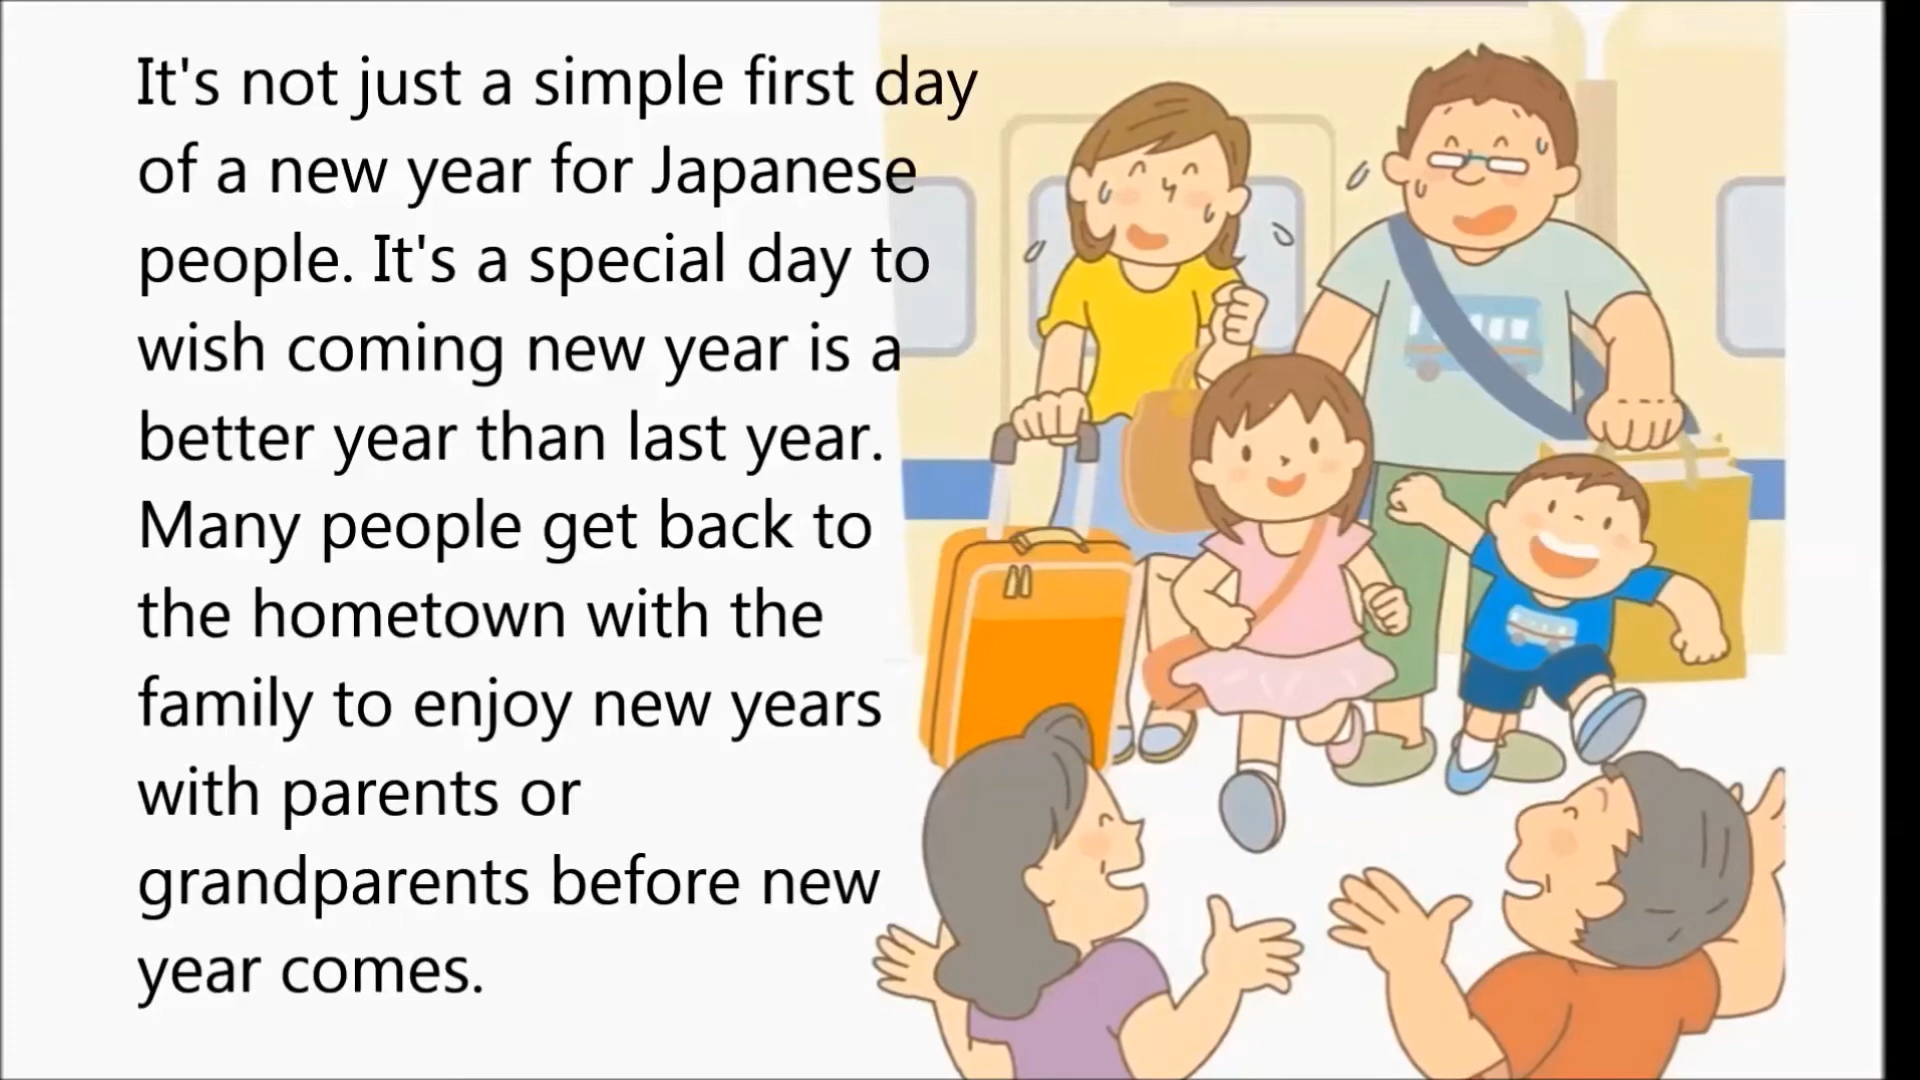 It's not just a simple first day
of a new year for Japanese
people. It's a special day to
wish coming new year is a
better year than last year.
Many people get back to
the hometown with the
family to enjoy new years
with parents or
grandparents before new
year comes.